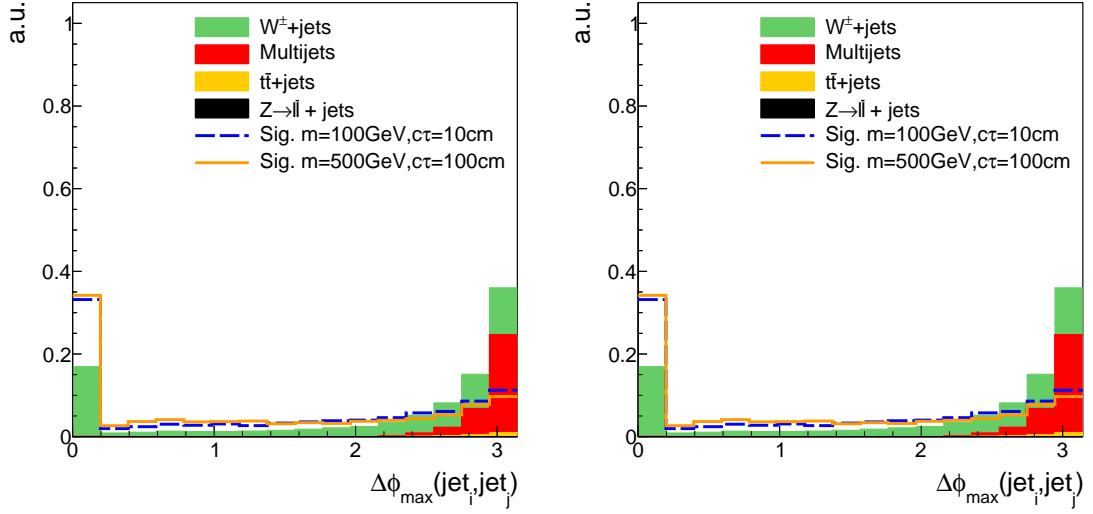 a.u.
1
0.8
0.6
0.4
0.2
0
W±+jets
Multijets
tt̄+jets
Z→ll̄ + jets
Sig. m=100GeV,cτ=10cm
Sig. m=500GeV,cτ=100cm
0 1 2 3
Δϕmax(jeti,jetj)
a.u.
1
0.8
0.6
0.4
0.2
0
W±+jets
Multijets
tt̄+jets
Z→ll̄ + jets
Sig. m=100GeV,cτ=10cm
Sig. m=500GeV,cτ=100cm
0 1 2 3
Δϕmax(jeti,jetj)